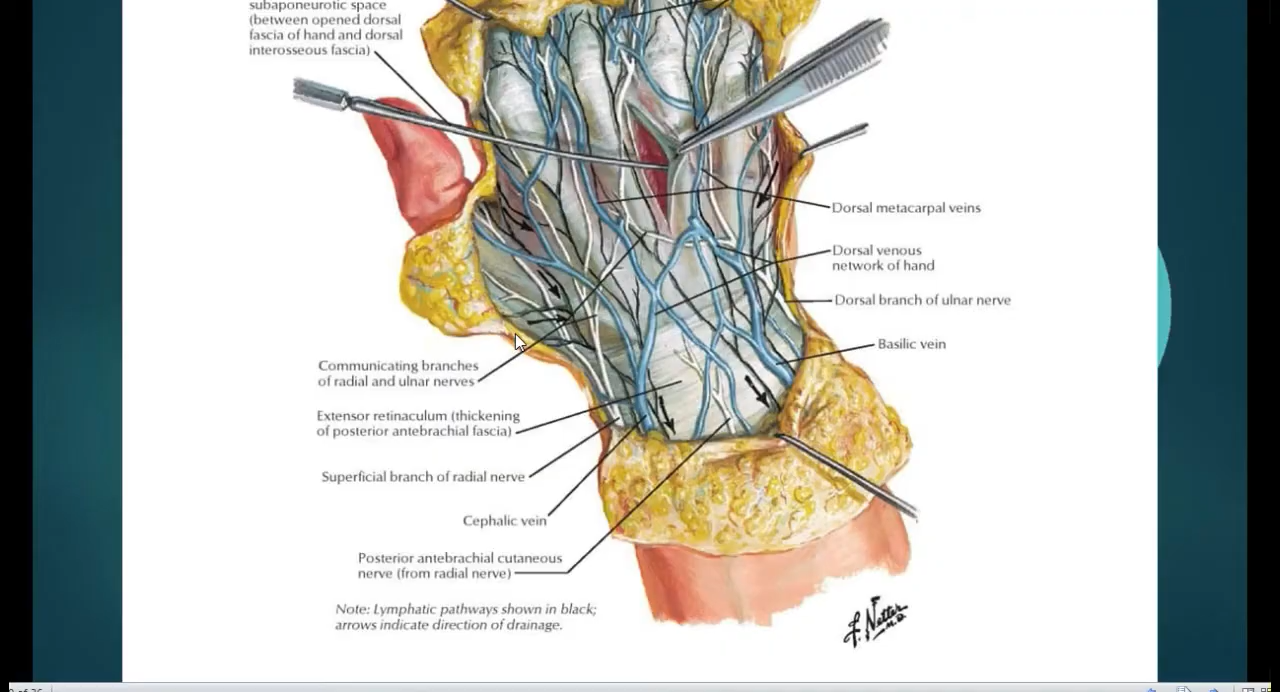 subaponeurotic space
(between opened dorsal
fascia of hand and dorsal
interosseous fascia)
Dorsal metacarpal veins
Dorsal venous
network of hand
Dorsal branch of ulnar nerve
Basilic vein
Communicating branches
of radial and ulnar nerves
Extensor retinaculum (thickening
of posterior antebrachial fascia)
Superficial branch of radial nerve
Cephalic vein
Posterior antebrachial cutaneous
nerve (from radial nerve)
Note: Lymphatic pathways shown in black;
arrows indicate direction of drainage.
F. Netter
M.D.